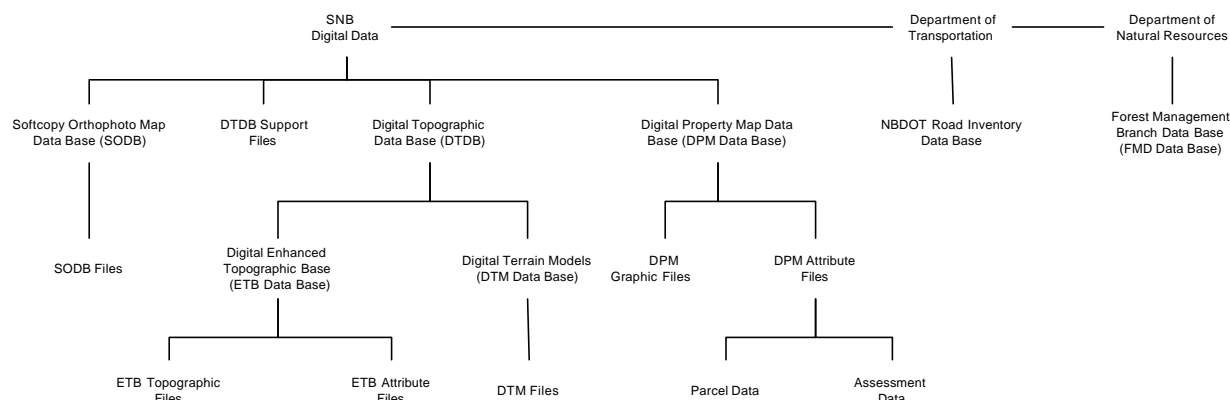 SNB
Digital Data
Department of
Transportation
Department of
Natural Resources
Softcopy Orthophoto Map
Data Base (SODB)
DTDB Support
Files
Digital Topographic
Data Base (DTDB)
Digital Property Map Data
Base (DPM Data Base)
NBDOT Road Inventory
Data Base
Forest Management
Branch Data Base
(FMD Data Base)
SODB Files
Digital Enhanced
Topographic Base
(ETB Data Base)
Digital Terrain Models
(DTM Data Base)
DPM
Graphic Files
DPM Attribute
Files
ETB Topographic
Files
ETB Attribute
Files
DTM Files
Parcel Data
Assessment
Data